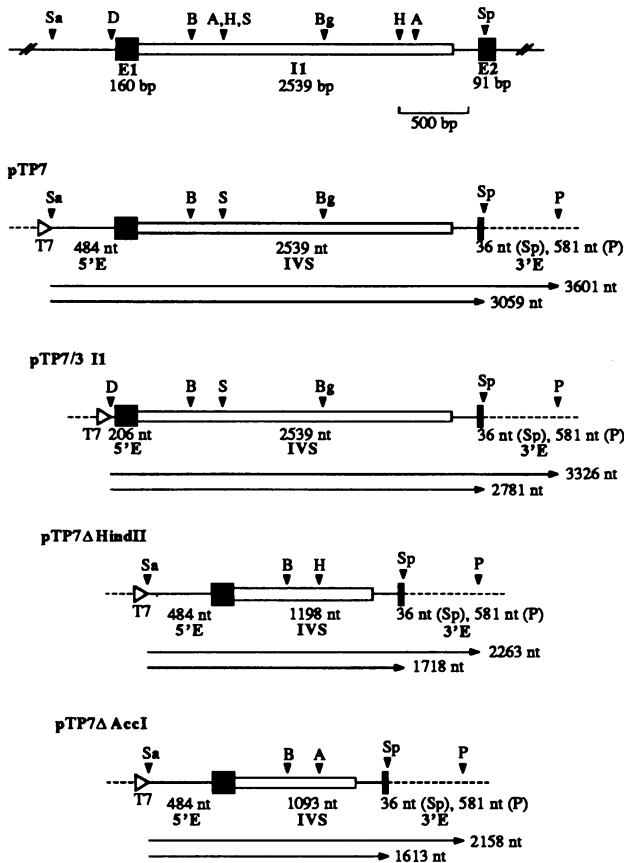 Sa D B A,H,S Bg H A Sp
E1 I1 E2
160 bp 2539 bp 91 bp
500 bp
pTP7
Sa B S Bg Sp P
T7 484 nt 2539 nt 36 nt (Sp), 581 nt (P)
5'E IVS 3'E
3601 nt
3059 nt
pTP7/3 I1
D B S Bg Sp P
T7 206 nt 2539 nt 36 nt (Sp), 581 nt (P)
5'E IVS 3'E
3326 nt
2781 nt
pTP7Δ HindII
Sa B H Sp P
T7 484 nt 1198 nt 36 nt (Sp), 581 nt (P)
5'E IVS 3'E
2263 nt
1718 nt
pTP7Δ AccI
Sa B A Sp P
T7 484 nt 1093 nt 36 nt (Sp), 581 nt (P)
5'E IVS 3'E
2158 nt
1613 nt